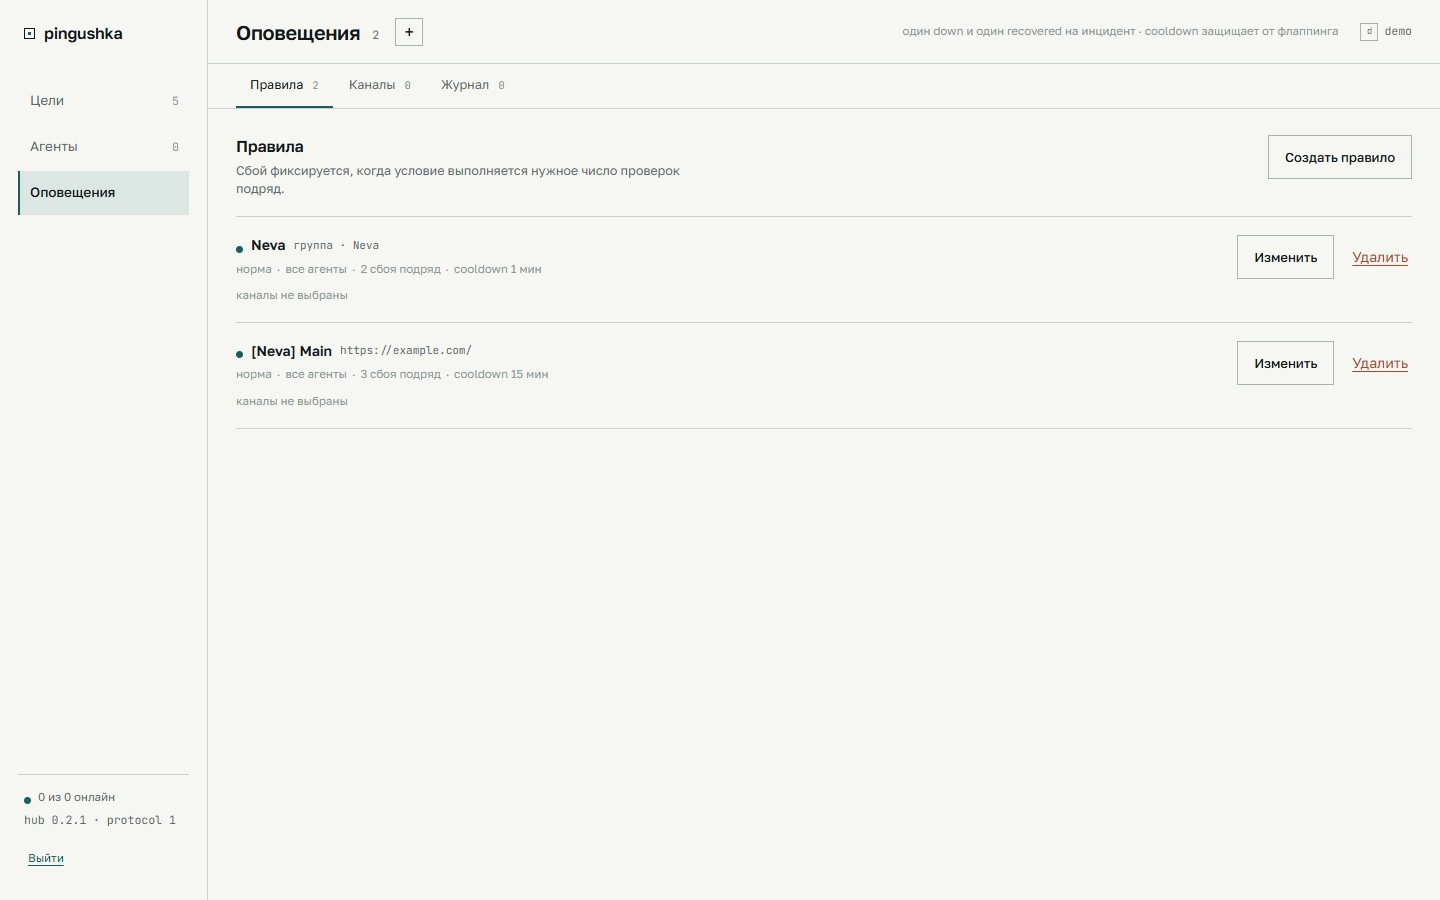 pingushka
Цели 5
Агенты 0
Оповещения
0 из 0 онлайн
hub 0.2.1 · protocol 1
Выйти
Оповещения 2 +
один down и один recovered на инцидент · cooldown защищает от флаппинга
d demo
Правила 2 Каналы 0 Журнал 0
Правила
Сбой фиксируется, когда условие выполняется нужное число проверок
подряд.
Создать правило
Neva группа · Neva
норма · все агенты · 2 сбоя подряд · cooldown 1 мин
каналы не выбраны
Изменить Удалить
[Neva] Main https://example.com/
норма · все агенты · 3 сбоя подряд · cooldown 15 мин
каналы не выбраны
Изменить Удалить